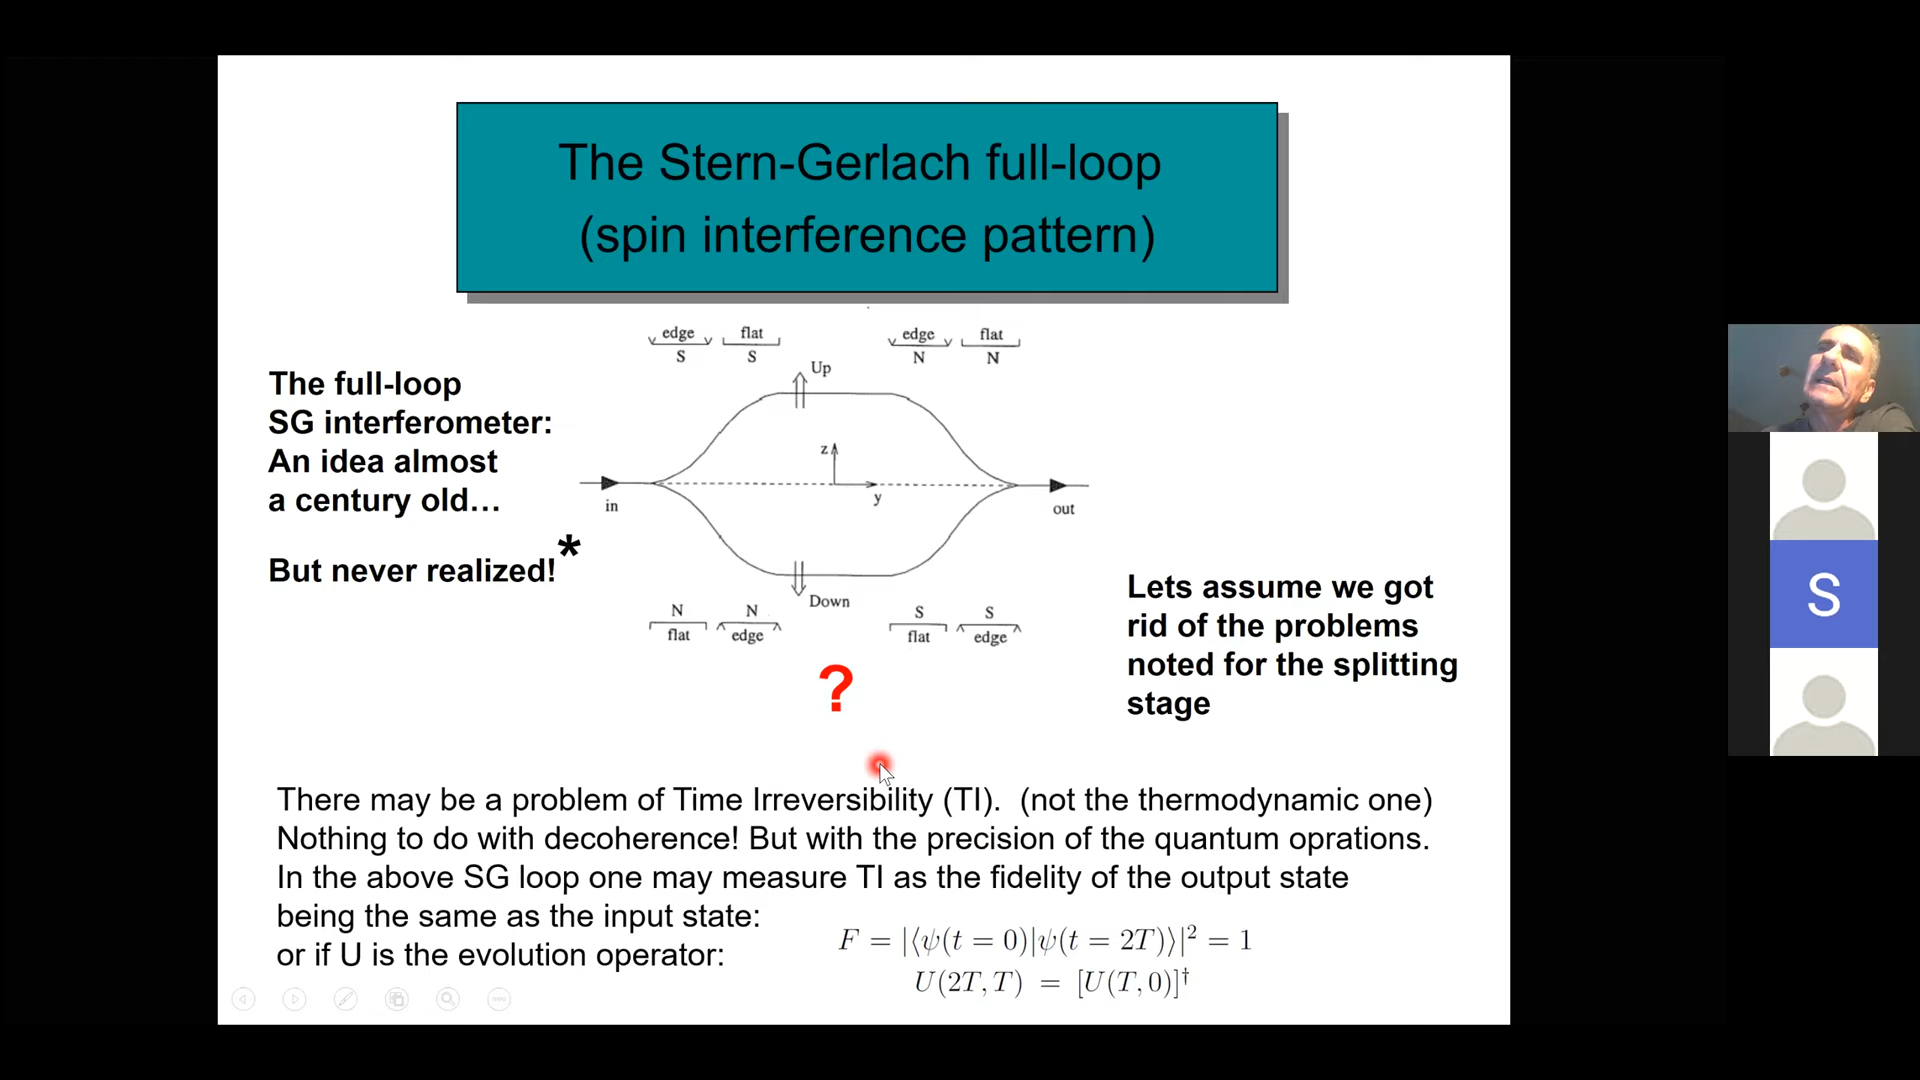 The Stern-Gerlach full-loop
(spin interference pattern)
edge flat edge flat
S S N N
Up
The full-loop
SG interferometer:
An idea almost
a century old...
But never realized!*
z
y
in
out
Down
N N S S
flat edge flat edge
?
Lets assume we got
rid of the problems
noted for the splitting
stage
There may be a problem of Time Irreversibility (TI). (not the thermodynamic one)
Nothing to do with decoherence! But with the precision of the quantum oprations.
In the above SG loop one may measure TI as the fidelity of the output state
being the same as the input state:
or if U is the evolution operator:
F = |⟨ψ(t = 0)|ψ(t = 2T)⟩|² = 1
U(2T, T) = [U(T, 0)]†
S